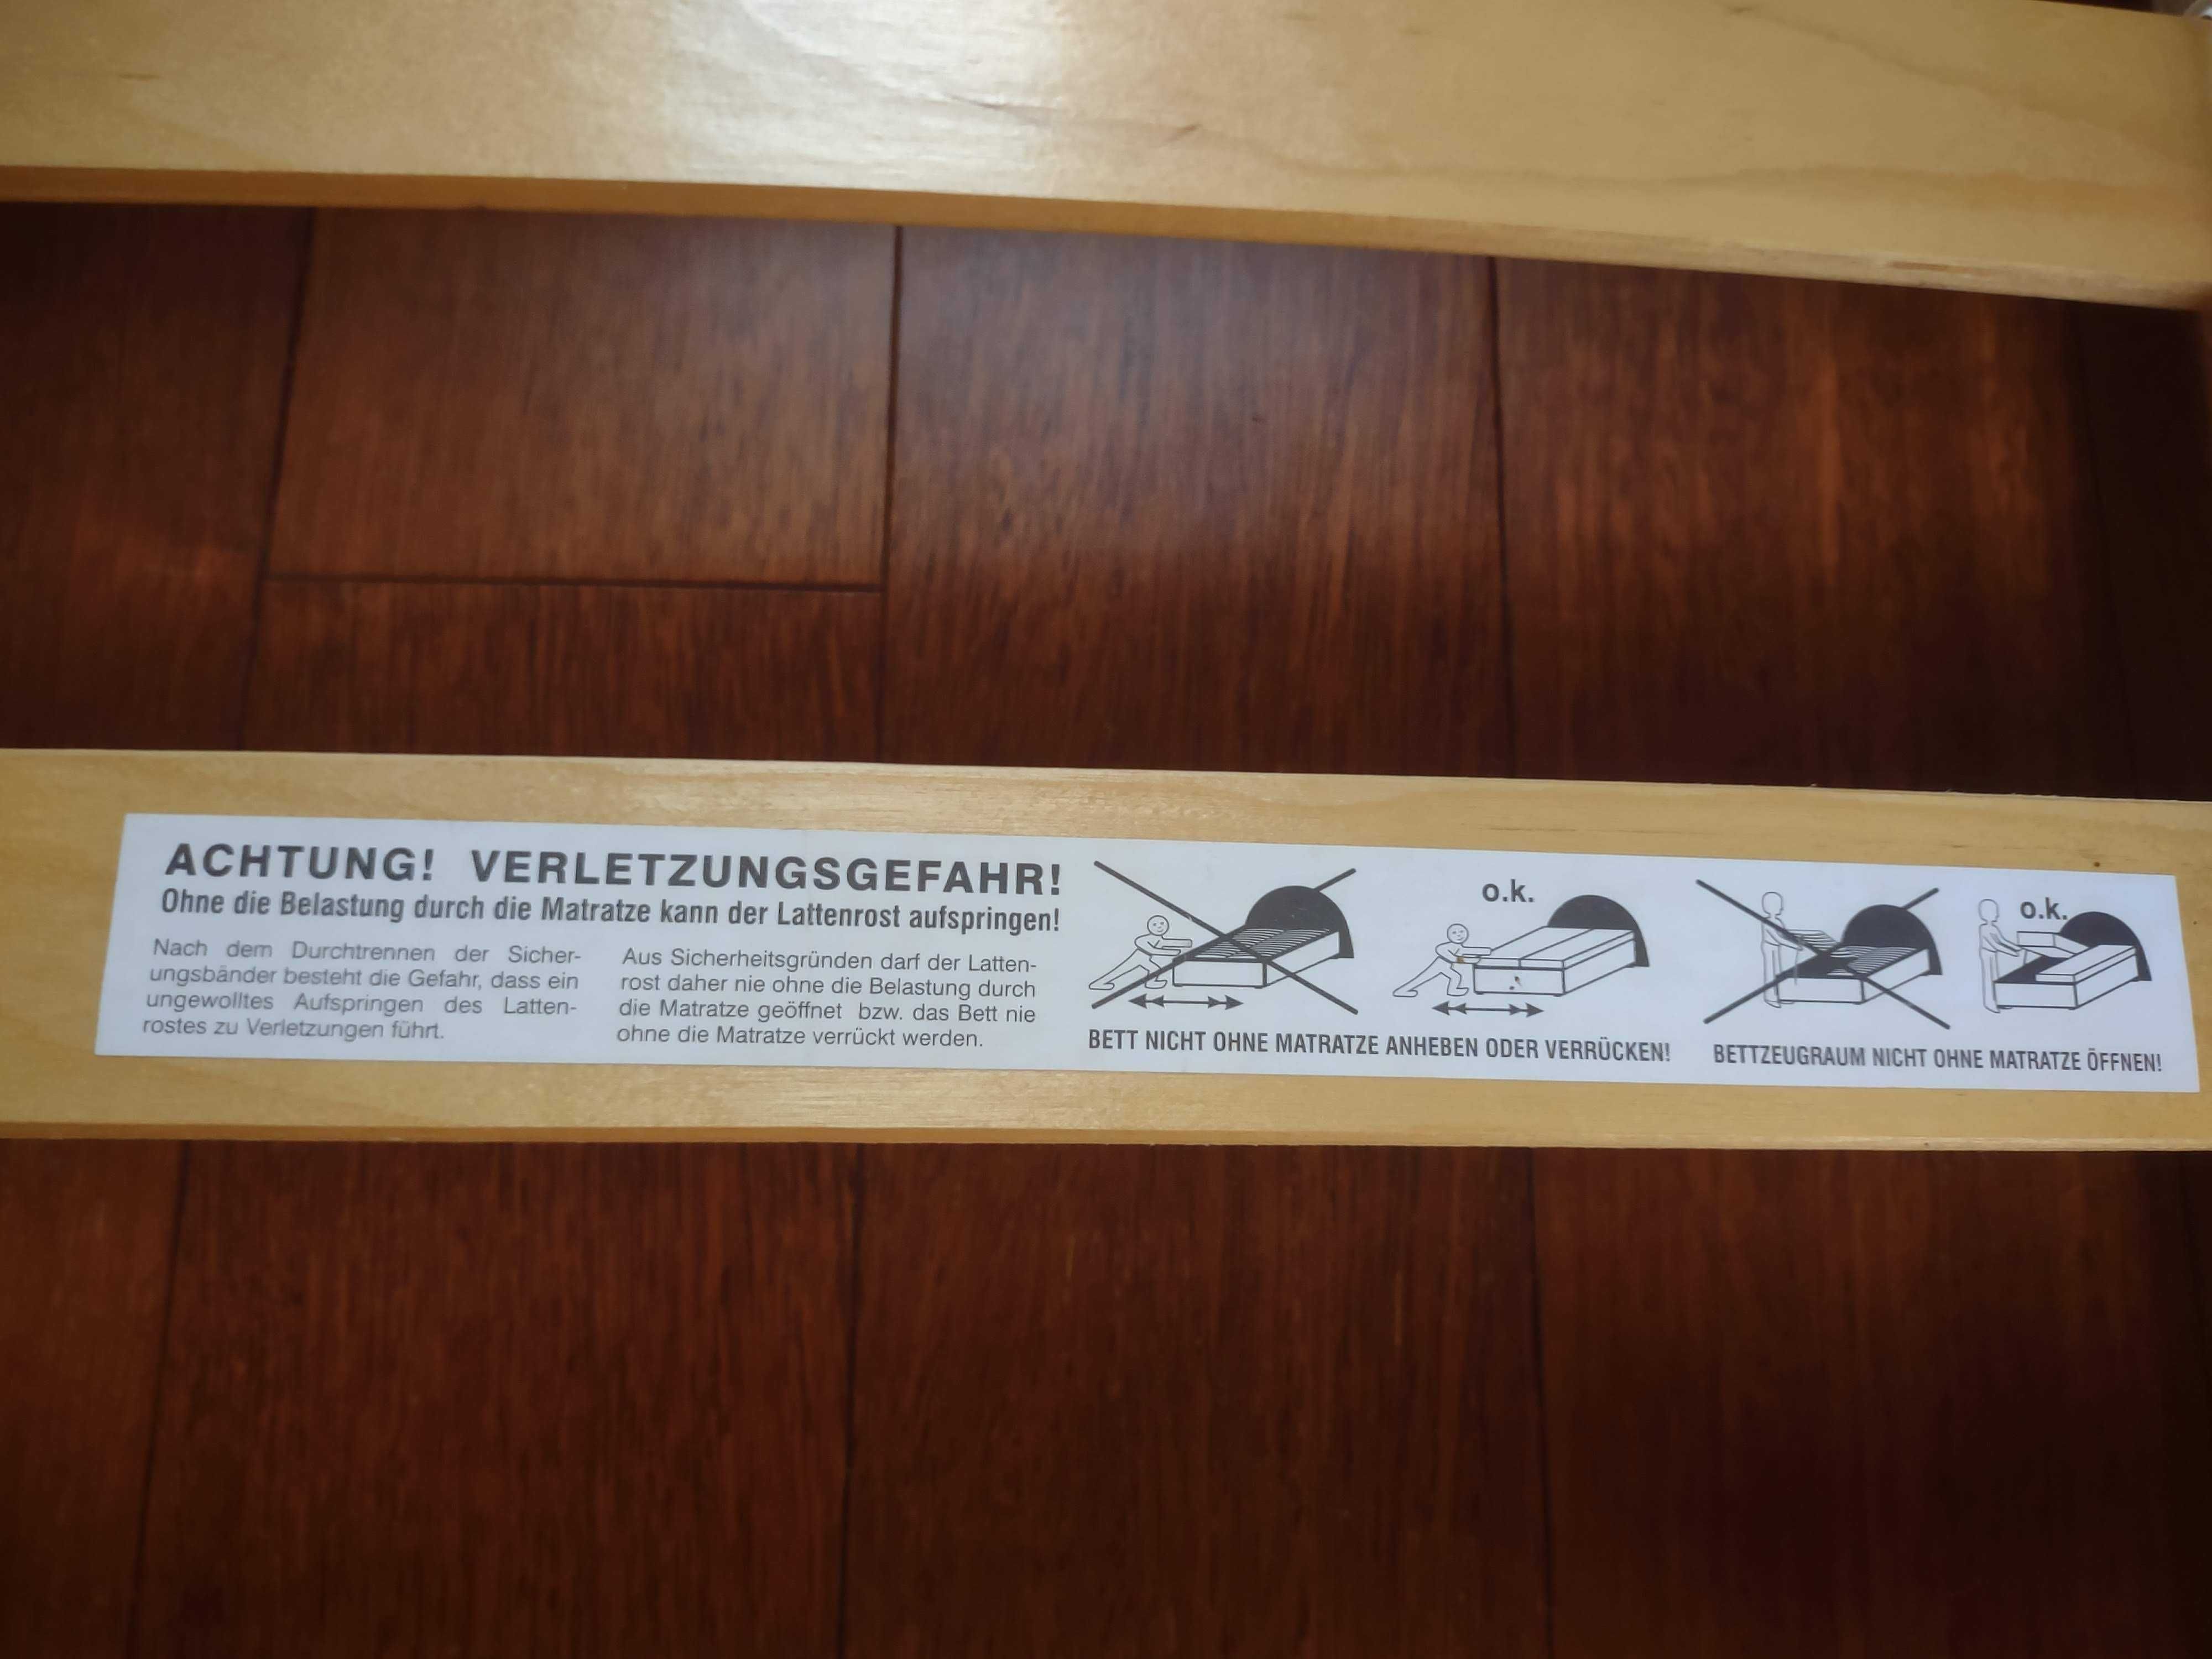 ACHTUNG! VERLETZUNGSGEFAHR!
Ohne die Belastung durch die Matratze kann der Lattenrost aufspringen!
Nach dem Durchtrennen der Sicher-
ungsbänder besteht die Gefahr, dass ein
ungewolltes Aufspringen des Latten-
rostes zu Verletzungen führt.
Aus Sicherheitsgründen darf der Latten-
rost daher nie ohne die Belastung durch
die Matratze geöffnet bzw. das Bett nie
ohne die Matratze verrückt werden.
o.k.
BETT NICHT OHNE MATRATZE ANHEBEN ODER VERRÜCKEN!
o.k.
BETTZEUGRAUM NICHT OHNE MATRATZE ÖFFNEN!